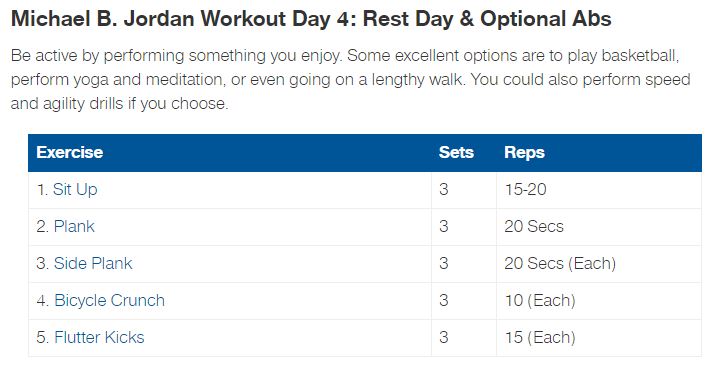 Michael B. Jordan Workout Day 4: Rest Day & Optional Abs
Be active by performing something you enjoy. Some excellent options are to play basketball,
perform yoga and meditation, or even going on a lengthy walk. You could also perform speed
and agility drills if you choose.
Exercise Sets Reps
1. Sit Up 3 15-20
2. Plank 3 20 Secs
3. Side Plank 3 20 Secs (Each)
4. Bicycle Crunch 3 10 (Each)
5. Flutter Kicks 3 15 (Each)